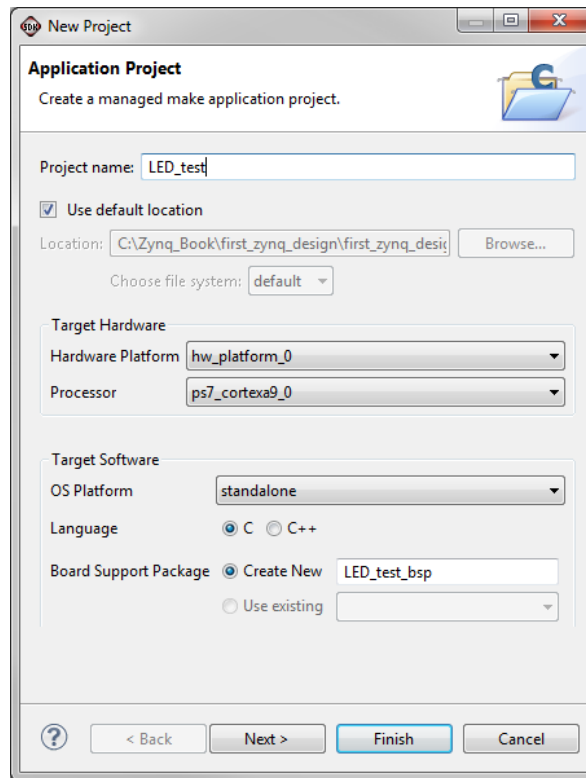 New Project
Application Project
Create a managed make application project.
Project name: LED_test
Use default location
Location: C:\Zynq_Book\first_zynq_design\first_zynq_desig Browse...
Choose file system: default
Target Hardware
Hardware Platform hw_platform_0
Processor ps7_cortexa9_0
Target Software
OS Platform standalone
Language C C++
Board Support Package Create New LED_test_bsp
Use existing
? < Back Next > Finish Cancel